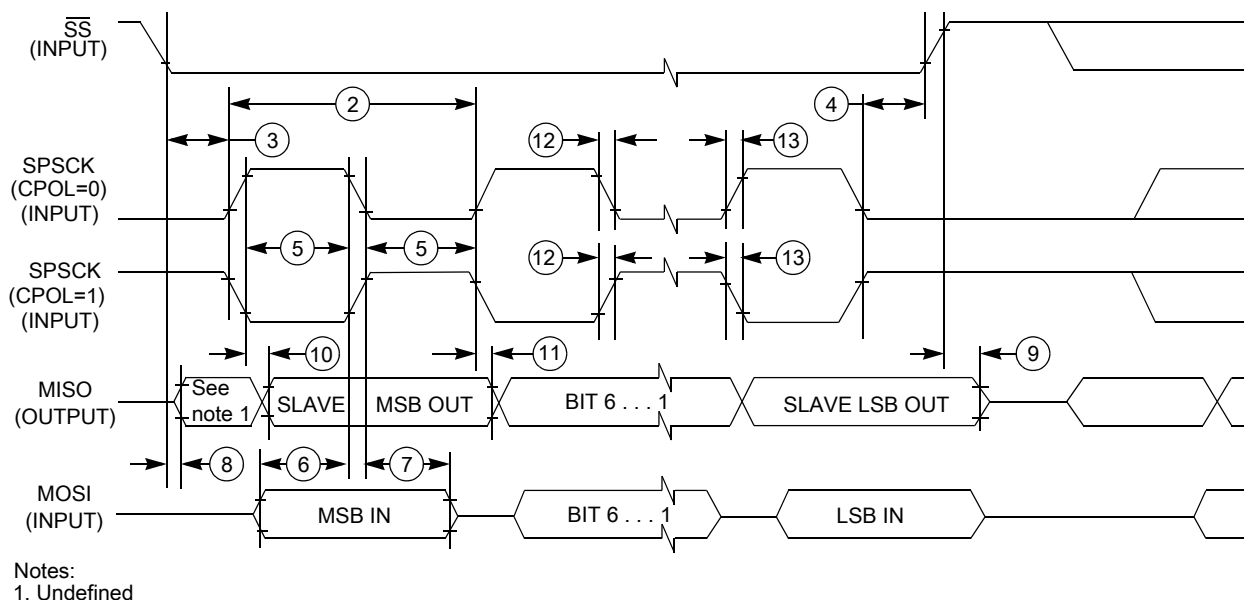 SS
(INPUT)
2
4
3
12
13
SPSCK
(CPOL=0)
(INPUT)
5
5
SPSCK
(CPOL=1)
(INPUT)
12
13
10
11
9
MISO
(OUTPUT)
See
note 1
SLAVE
MSB OUT
BIT 6 . . . 1
SLAVE LSB OUT
8
6
7
MOSI
(INPUT)
MSB IN
BIT 6 . . . 1
LSB IN
Notes:
1. Undefined